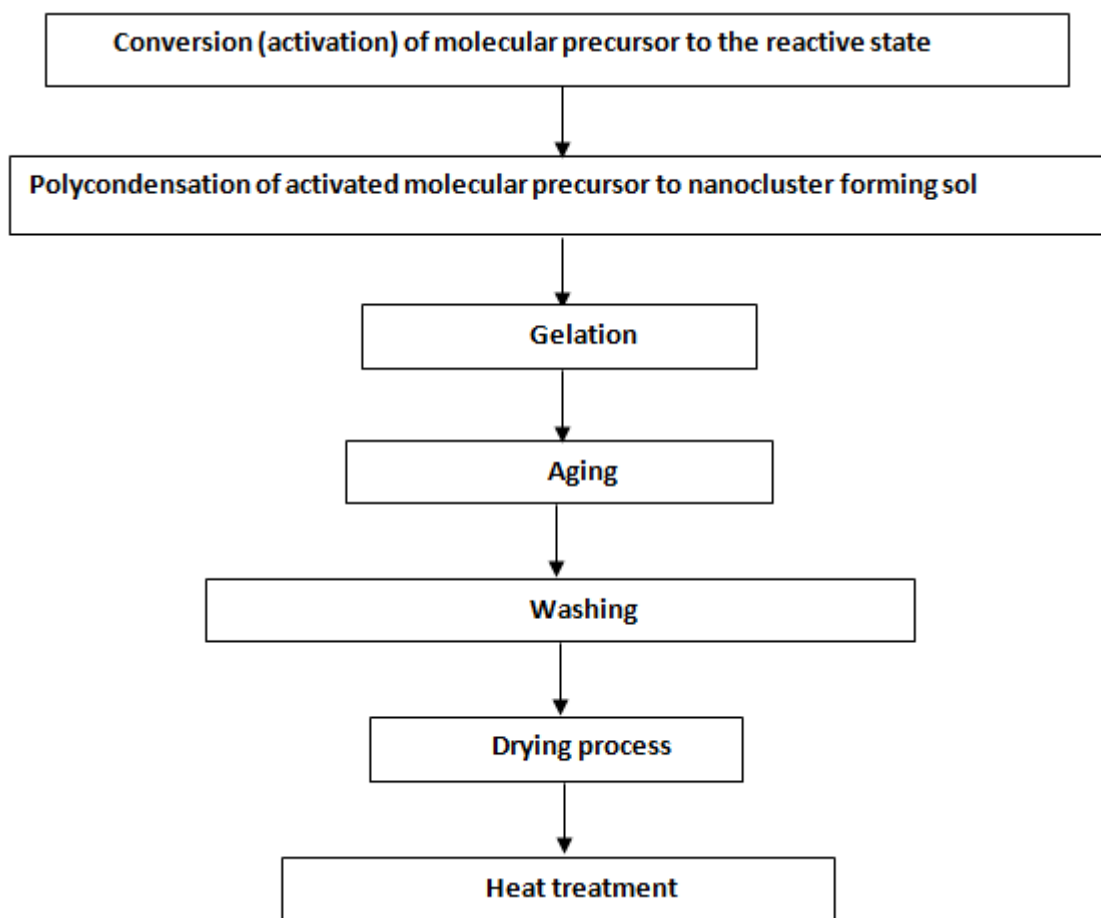 Conversion (activation) of molecular precursor to the reactive state
Polycondensation of activated molecular precursor to nanocluster forming sol
Gelation
Aging
Washing
Drying process
Heat treatment